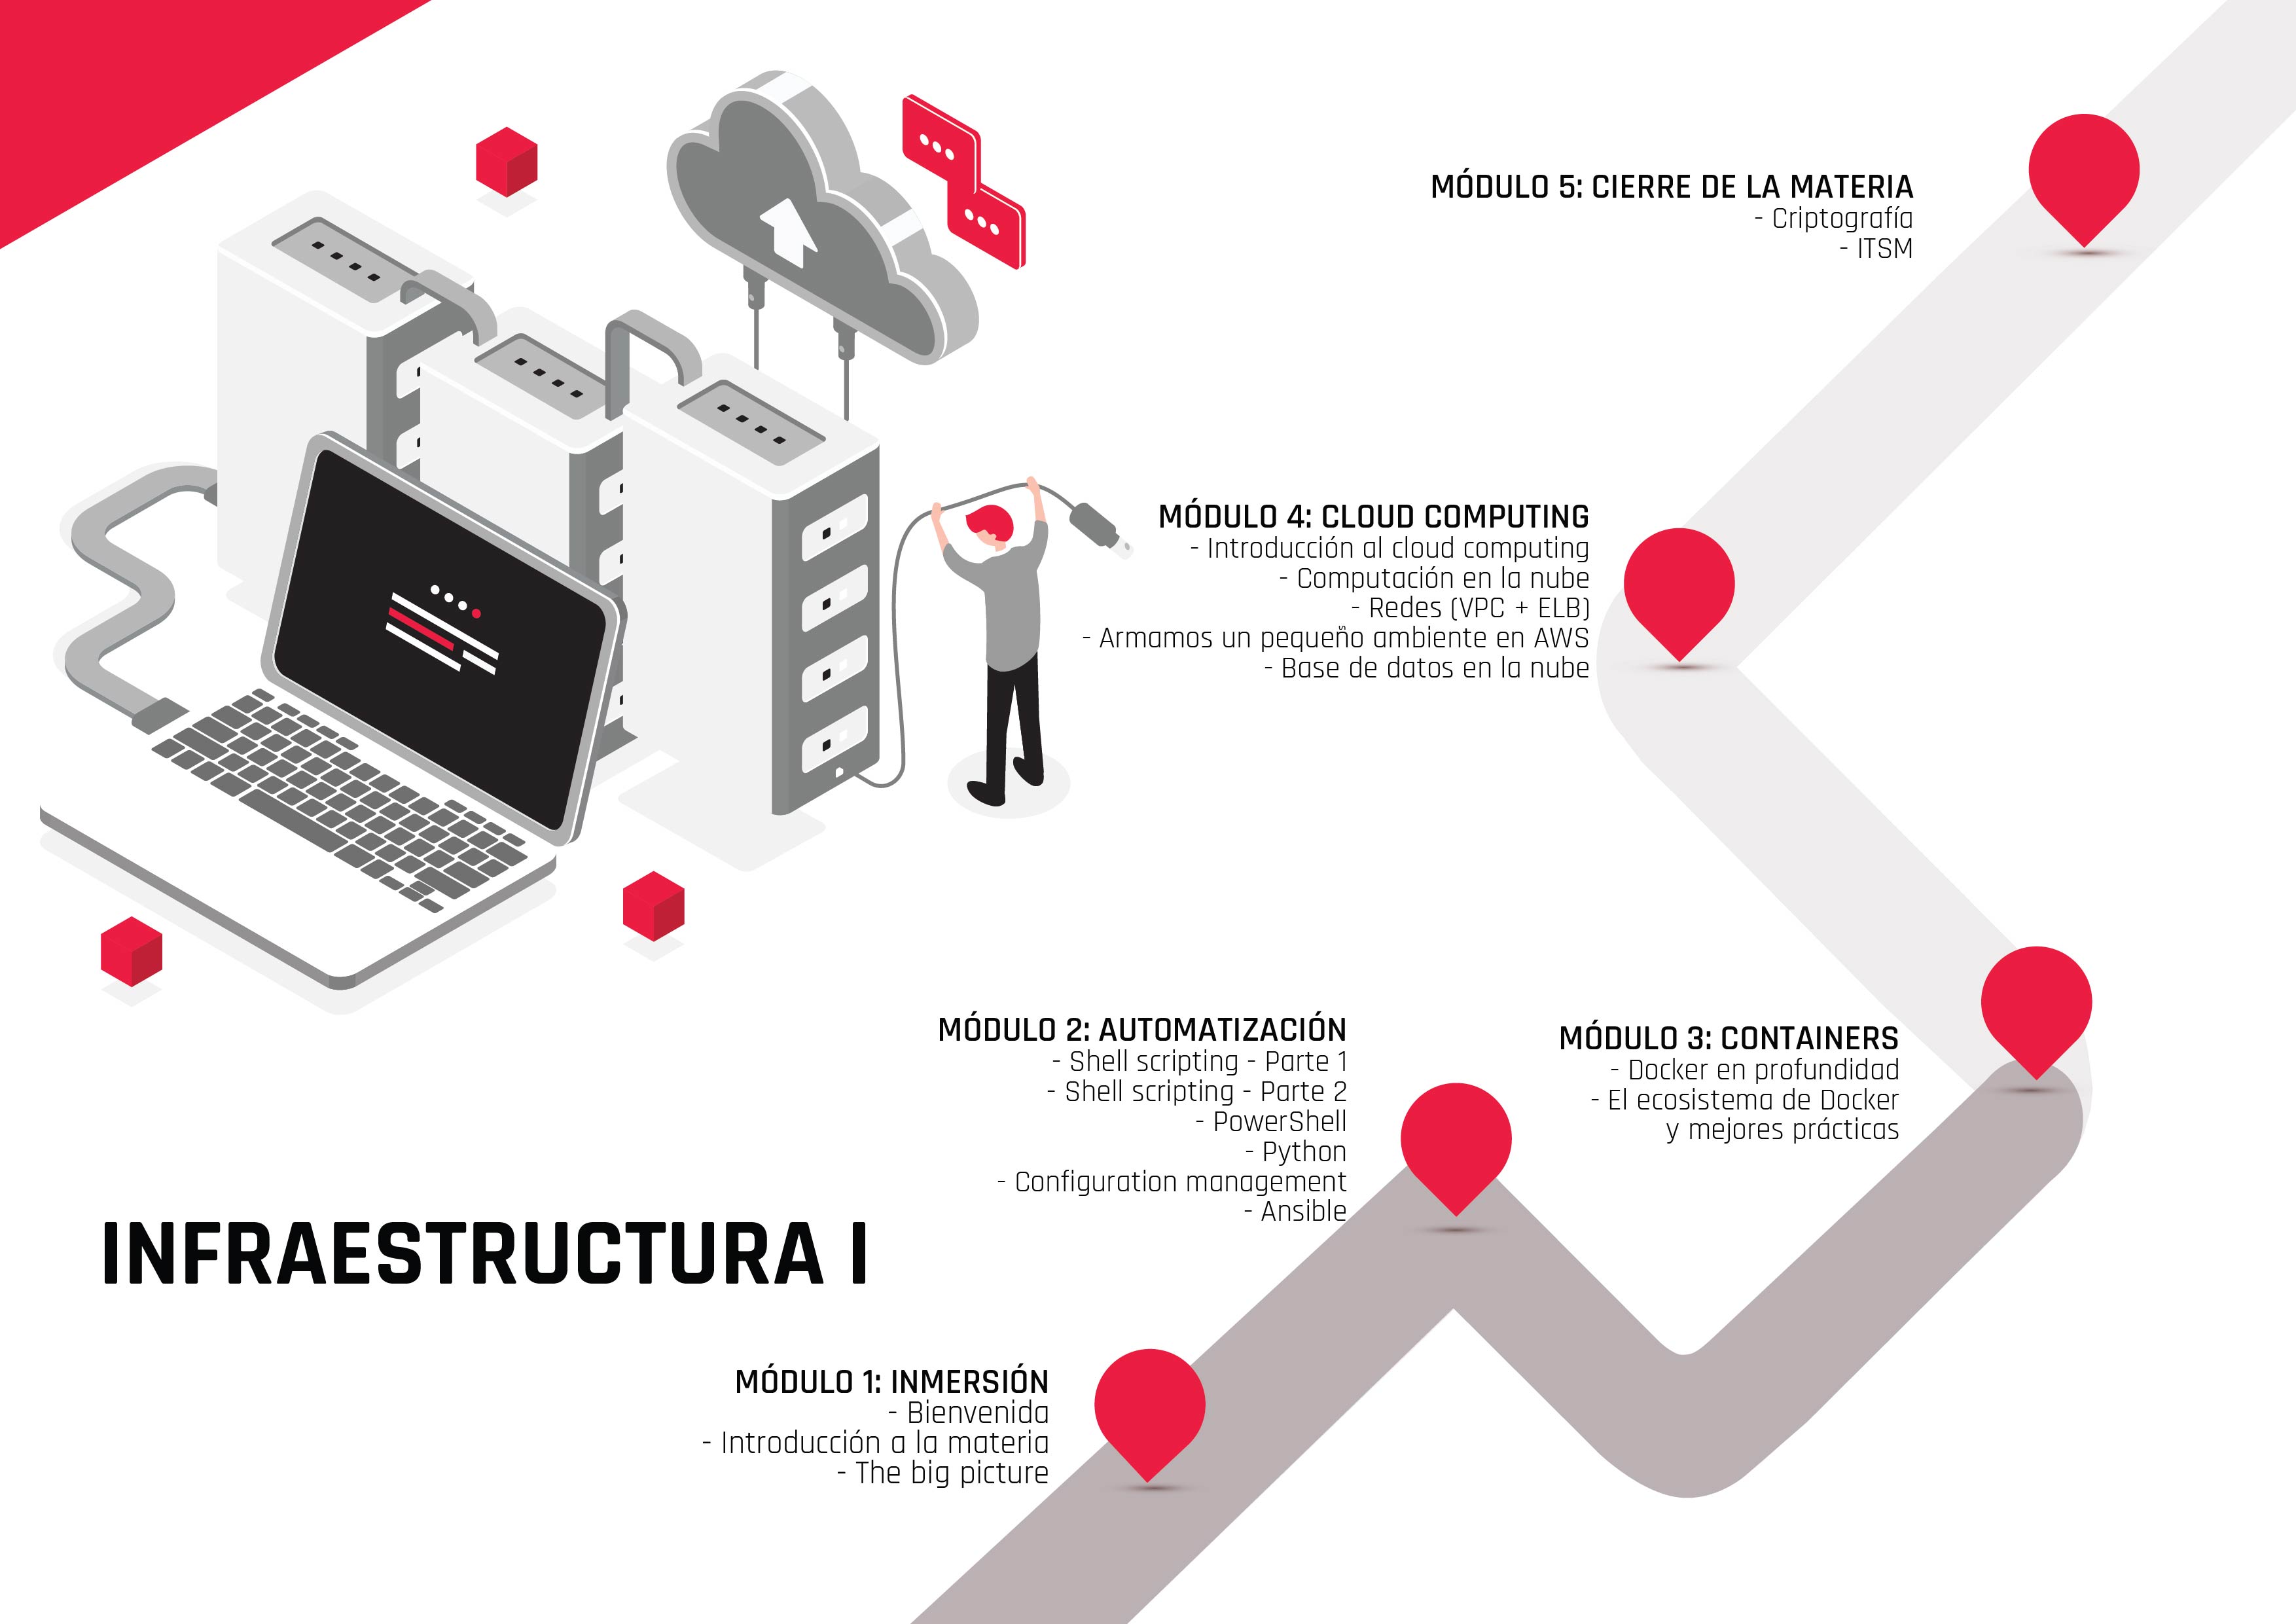 INFRAESTRUCTURA I
MÓDULO 1: INMERSIÓN
- Bienvenida
- Introducción a la materia
- The big picture
MÓDULO 2: AUTOMATIZACIÓN
- Shell scripting - Parte 1
- Shell scripting - Parte 2
- PowerShell
- Python
- Configuration management
- Ansible
MÓDULO 3: CONTAINERS
- Docker en profundidad
- El ecosistema de Docker
y mejores prácticas
MÓDULO 4: CLOUD COMPUTING
- Introducción al cloud computing
- Computación en la nube
- Redes (VPC + ELB)
- Armamos un pequeño ambiente en AWS
- Base de datos en la nube
MÓDULO 5: CIERRE DE LA MATERIA
- Criptografía
- ITSM